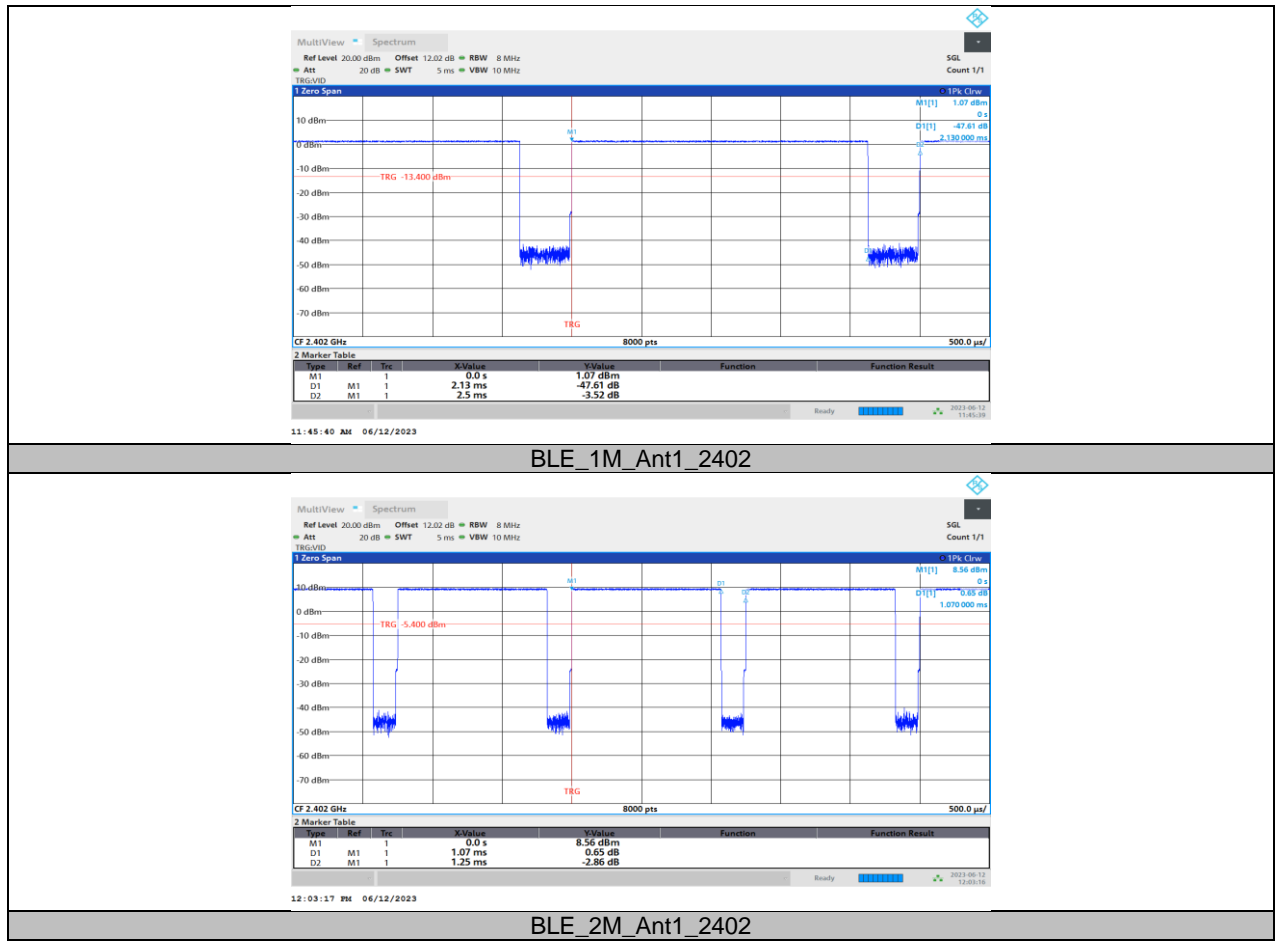 MultiView Spectrum
Ref Level 20.00 dBm Offset 12.02 dB RBW 8 MHz SGL
Att 20 dB SWT 5 ms VBW 10 MHz Count 1/1
TRG:VID
1 Zero Span 1Pk Clrw
M1[1] 1.07 dBm
0 s
10 dBm
D1[1] -47.61 dB
M1
2.130 000 ms
0 dBm
D2
-10 dBm
TRG -13.400 dBm
-20 dBm
-30 dBm
-40 dBm
-50 dBm
-60 dBm
-70 dBm
TRG
CF 2.402 GHz 8000 pts 500.0 µs/
2 Marker Table
Type Ref Trc X-Value Y-Value Function Function Result
M1 1 0.0 s 1.07 dBm
D1 M1 1 2.13 ms -47.61 dB
D2 M1 1 2.5 ms -3.52 dB
Ready 2023-06-12
11:45:39
11:45:40 AM 06/12/2023
BLE_1M_Ant1_2402
MultiView Spectrum
Ref Level 20.00 dBm Offset 12.02 dB RBW 8 MHz SGL
Att 20 dB SWT 5 ms VBW 10 MHz Count 1/1
TRG:VID
1 Zero Span 1Pk Clrw
M1[1] 8.56 dBm
M1 D1 0 s
10 dBm
D2 D1[1] 0.65 dB
1.070 000 ms
0 dBm
TRG -5.400 dBm
-10 dBm
-20 dBm
-30 dBm
-40 dBm
-50 dBm
-60 dBm
-70 dBm
TRG
CF 2.402 GHz 8000 pts 500.0 µs/
2 Marker Table
Type Ref Trc X-Value Y-Value Function Function Result
M1 1 0.0 s 8.56 dBm
D1 M1 1 1.07 ms 0.65 dB
D2 M1 1 1.25 ms -2.86 dB
Ready 2023-06-12
12:03:16
12:03:17 PM 06/12/2023
BLE_2M_Ant1_2402